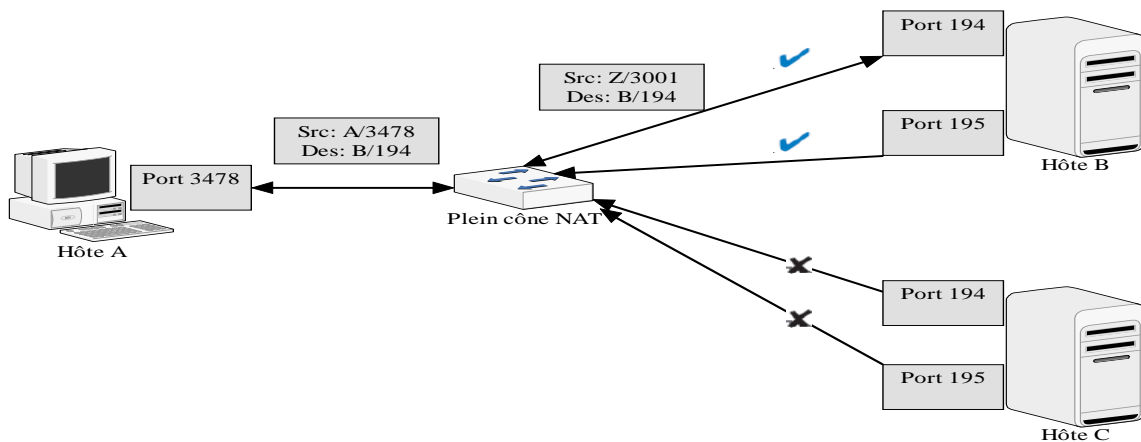 Port 194
Src: Z/3001
Des: B/194
Port 195
Hôte B
Src: A/3478
Des: B/194
Port 3478
Plein cône NAT
Hôte A
Port 194
Port 195
Hôte C